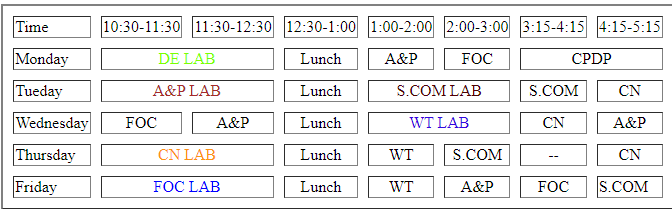 Time 10:30-11:30 11:30-12:30 12:30-1:00 1:00-2:00 2:00-3:00 3:15-4:15 4:15-5:15
Monday DE LAB Lunch A&P FOC CPDP
Tueday A&P LAB Lunch S.COM LAB S.COM CN
Wednesday FOC A&P Lunch WT LAB CN A&P
Thursday CN LAB Lunch WT S.COM -- CN
Friday FOC LAB Lunch WT A&P FOC S.COM